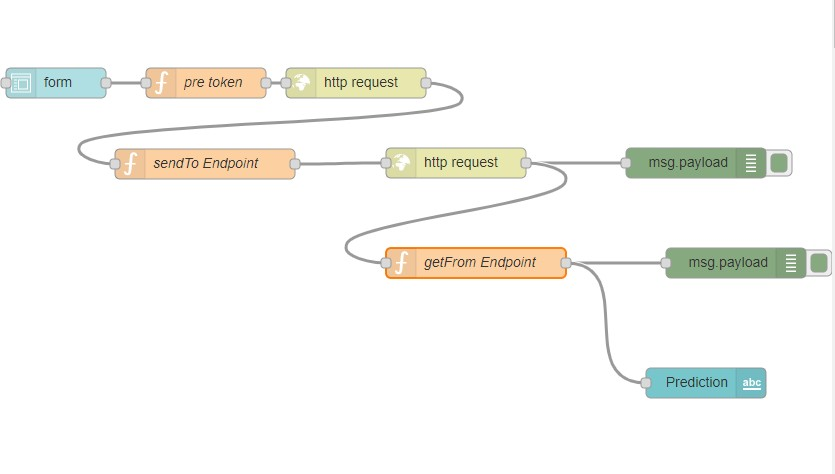 form
pre token
http request
sendTo Endpoint
http request
msg.payload
getFrom Endpoint
msg.payload
Prediction
abc